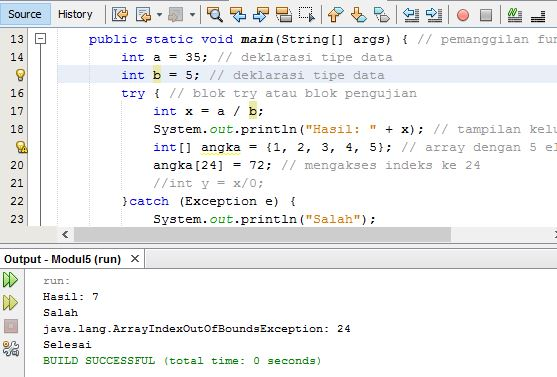 Source History
13 public static void main(String[] args) { // pemanggilan fun
14 int a = 35; // deklarasi tipe data
int b = 5; // deklarasi tipe data
16 try { // blok try atau blok pengujian
17 int x = a / b;
18 System.out.println("Hasil: " + x); // tampilan kelu
int[] angka = {1, 2, 3, 4, 5}; // array dengan 5 el
20 angka[24] = 72; // mengakses indeks ke 24
21 //int y = x/0;
22 }catch (Exception e) {
23 System.out.println("Salah");
Output - Modul5 (run)
run:
Hasil: 7
Salah
java.lang.ArrayIndexOutOfBoundsException: 24
Selesai
BUILD SUCCESSFUL (total time: 0 seconds)